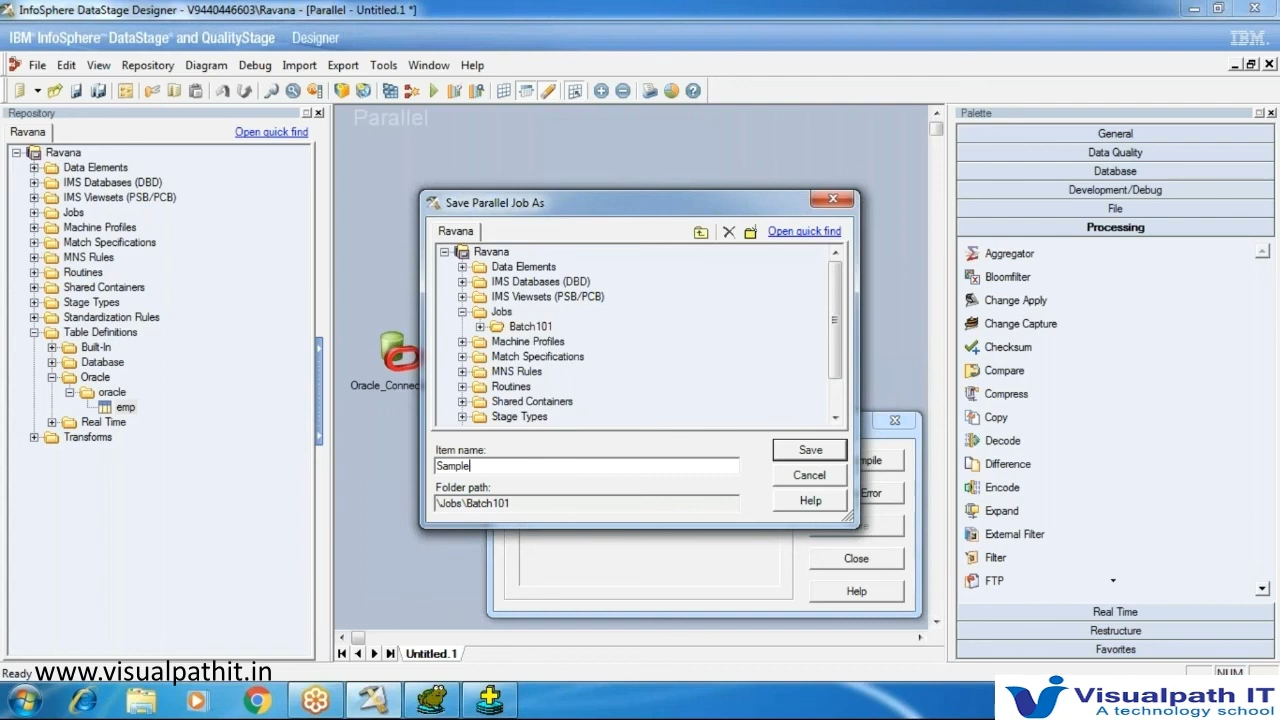 InfoSphere DataStage Designer - V9440446603\Ravana - [Parallel - Untitled.1 *]
IBM® InfoSphere™ DataStage® and QualityStage™ Designer
IBM.
File Edit View Repository Diagram Debug Import Export Tools Window Help
Repository
Ravana
Open quick find
Ravana
Data Elements
IMS Databases (DBD)
IMS Viewsets (PSB/PCB)
Jobs
Machine Profiles
Match Specifications
MNS Rules
Routines
Shared Containers
Stage Types
Standardization Rules
Table Definitions
Built-In
Database
Oracle
oracle
emp
Real Time
Transforms
Parallel
Oracle_Connec
Save Parallel Job As
Ravana
Open quick find
Ravana
Data Elements
IMS Databases (DBD)
IMS Viewsets (PSB/PCB)
Jobs
Batch101
Machine Profiles
Match Specifications
MNS Rules
Routines
Shared Containers
Stage Types
Item name:
Sample
Folder path:
\Jobs\Batch101
Save
Cancel
Help
mpile
Error
Close
Help
Untitled.1
Palette
General
Data Quality
Database
Development/Debug
File
Processing
Aggregator
Bloomfilter
Change Apply
Change Capture
Checksum
Compare
Compress
Copy
Decode
Difference
Encode
Expand
External Filter
Filter
FTP
Real Time
Restructure
Favorites
Ready
NUM
www.visualpathit.in
Visualpath IT
A technology school